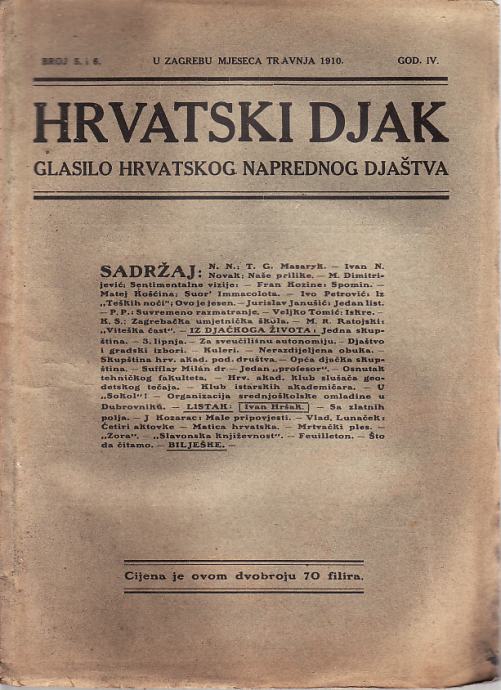 BROJ 5. i 6. U ZAGREBU MJESECA TRAVNJA 1910. GOD. IV.
HRVATSKI DJAK
GLASILO HRVATSKOG NAPREDNOG DJAŠTVA
SADRŽAJ: N. N.: T. G. Masaryk. — Ivan N.
Novak: Naše prilike. — M. Dimitri-
jević: Sentimentalne vizije: — Fran Kozine: Spomin. —
Matej Košćina: Suor' Immacolota. — Ivo Petrović: Iz
„Teških noći"; Ovo je jesen. — Jurislav Janušić: Jedan list.
— P. P.: Suvremeno razmatranje. — Veljko Tomić: Iskre. —
K. S.: Zagrebačka umjetnička škola. — M. R. Ratojski:
„Viteška čast". — IZ DJAČKOGA ŽIVOTA: Jedna skup-
ština. — 3. lipnja. — Za sveučilišnu autonomiju. — Djaštvo
i gradski izbori. — Kuleri. — Nerazdijeljena obuka. —
Skupština hrv. akad. pod. društva. — Opća djačka skup-
ština. — Sufflay Milán dr. — Jedan „profesor". — Osnutak
tehničkog fakulteta. — Hrv. akad. klub slušača geo-
detskog tečaja. — Klub istarskih akademičara. — U
„Sokol"! — Organizacija srednjoškolske omladine u
Dubrovniku. — LISTAK: Ivan Hršak. — Sa zlatnih
polja. — J Kozarac: Male pripovjesti. — Vlad. Lunaček:
Četiri aktovke — Matica hrvatska. — Mrtvački ples. —
„Zora". — „Slavonska književnost". — Feuilleton. — Što
da čitamo. — BILJEŠKE. —
Cijena je ovom dvobroju 70 filira.